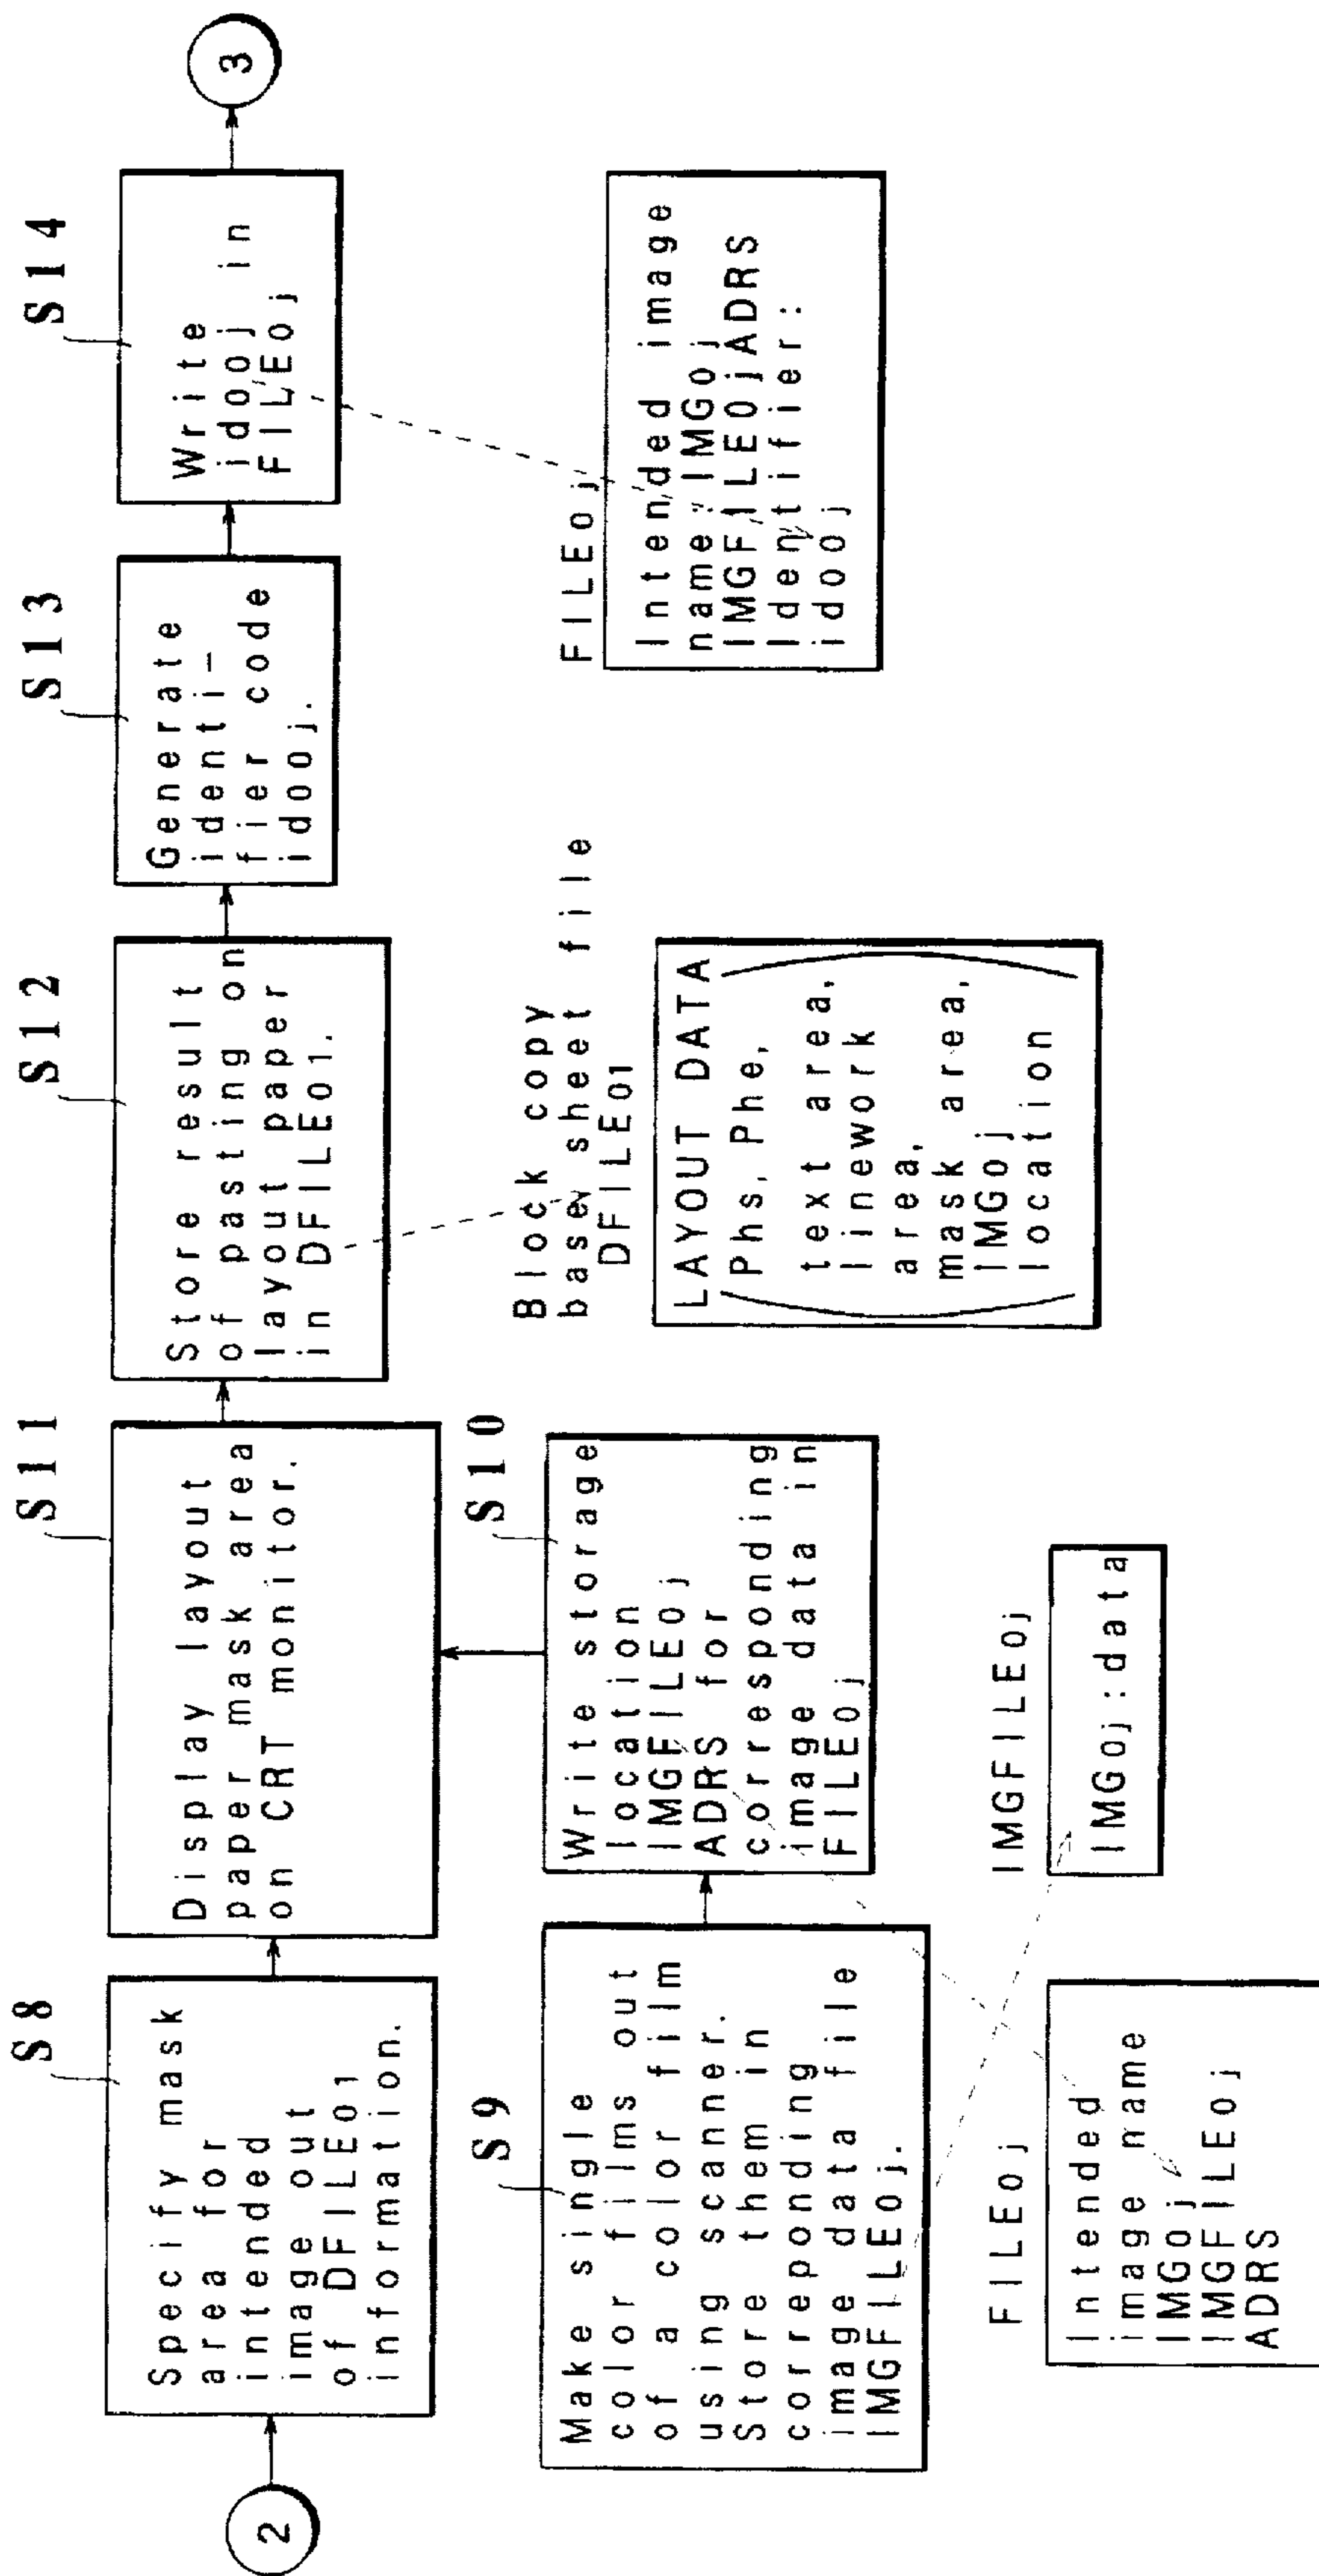 2
S8
Specify mask
area for
intended
image out
of DFILE01
information.
S11
Display layout
paper mask area
on CRT monitor.
S12
Store result
of pasting on
layout paper
in DFILE01.
S13
Generate
identi-
fier code
idooj.
S14
Write
idooj in
FILEoj
3
S9
Make single
color films out
of a color film
using scanner.
Store them in
correponding
image data file
IMGFILEoj.
S10
Write storage
location
IMGFILEoj
ADRS for
corresponding
image data in
FILEoj
Block copy
base sheet file
DFILE01
LAYOUT DATA
Phs, Phe,
text area,
linework
area,
mask area,
IMGoj
location
FILEoj
Intended image
name:IMGoj
IMGFILEojADRS
Identifier:
idooj
FILEoj
Intended
image name
IMGoj
IMGFILEoj
ADRS
IMGFILEoj
IMGoj:data